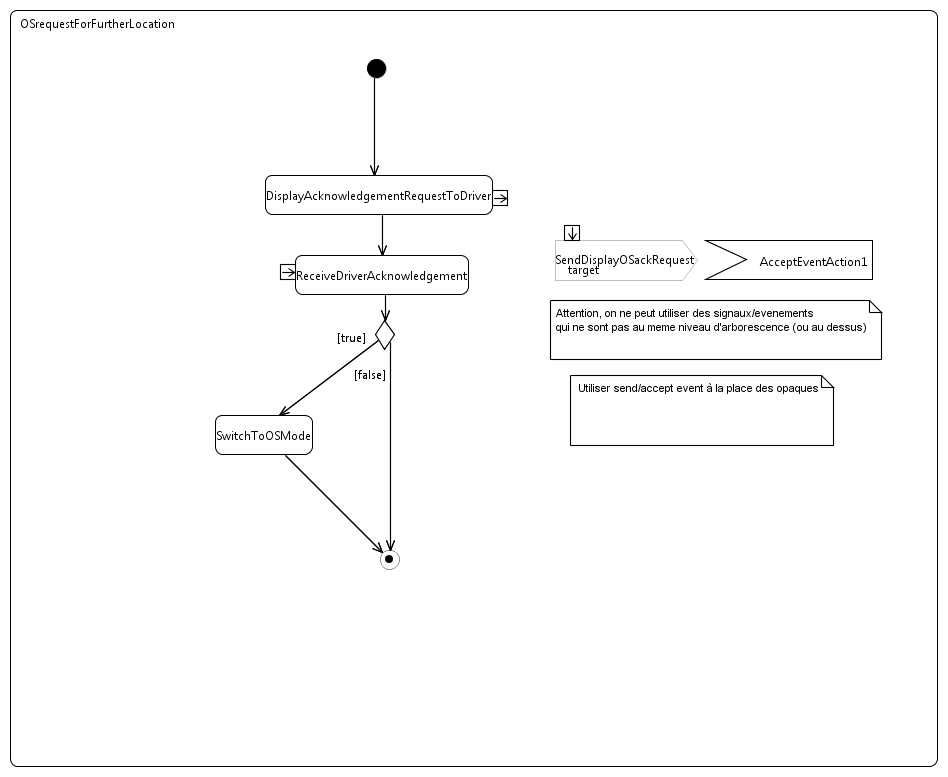 OSrequestForFurtherLocation
DisplayAcknowledgementRequestToDriver
ReceiveDriverAcknowledgement
[true]
[false]
SwitchToOSMode
SendDisplayOSackRequest
target
AcceptEventAction1
Attention, on ne peut utiliser des signaux/evenements
qui ne sont pas au meme niveau d'arborescence (ou au dessus)
Utiliser send/accept event à la place des opaques